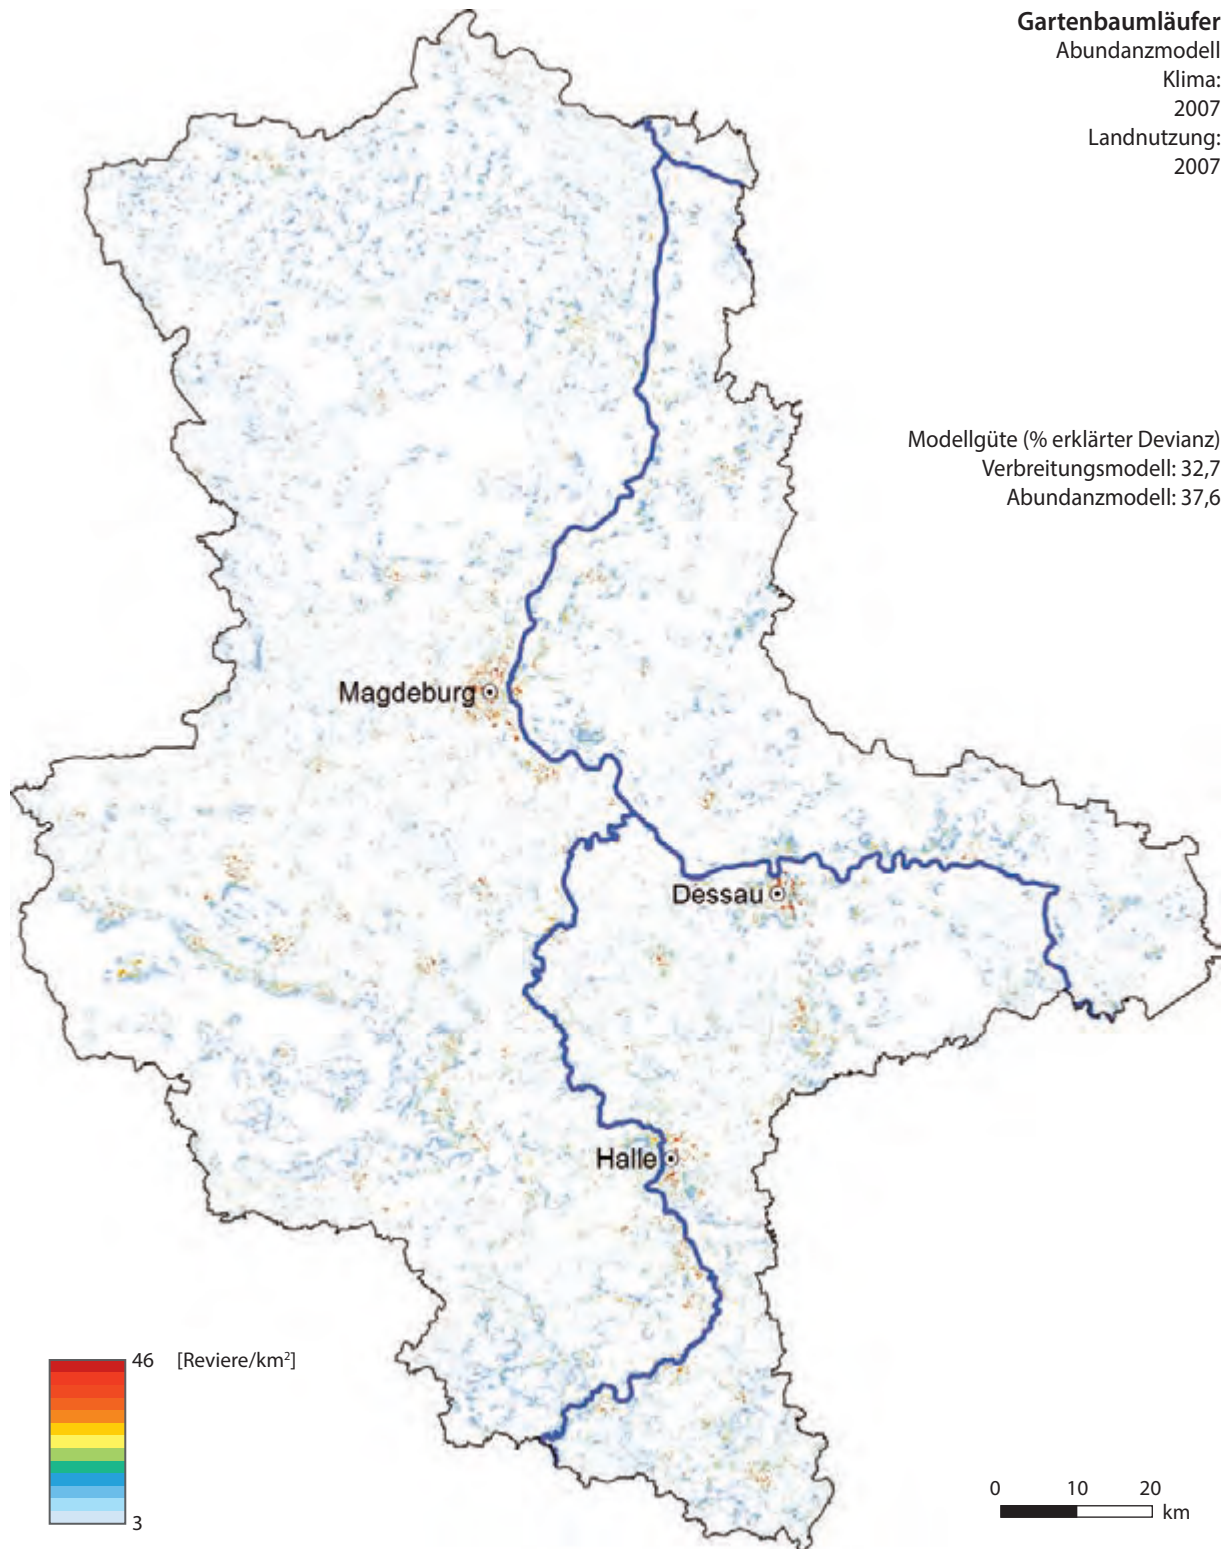 Gartenbaumläufer
Abundanzmodell
Klima:
2007
Landnutzung:
2007
Modellgüte (% erklärter Devianz)
Verbreitungsmodell: 32,7
Abundanzmodell: 37,6
Magdeburg
Dessau
Halle
46 [Reviere/km²]
3
0 10 20
km